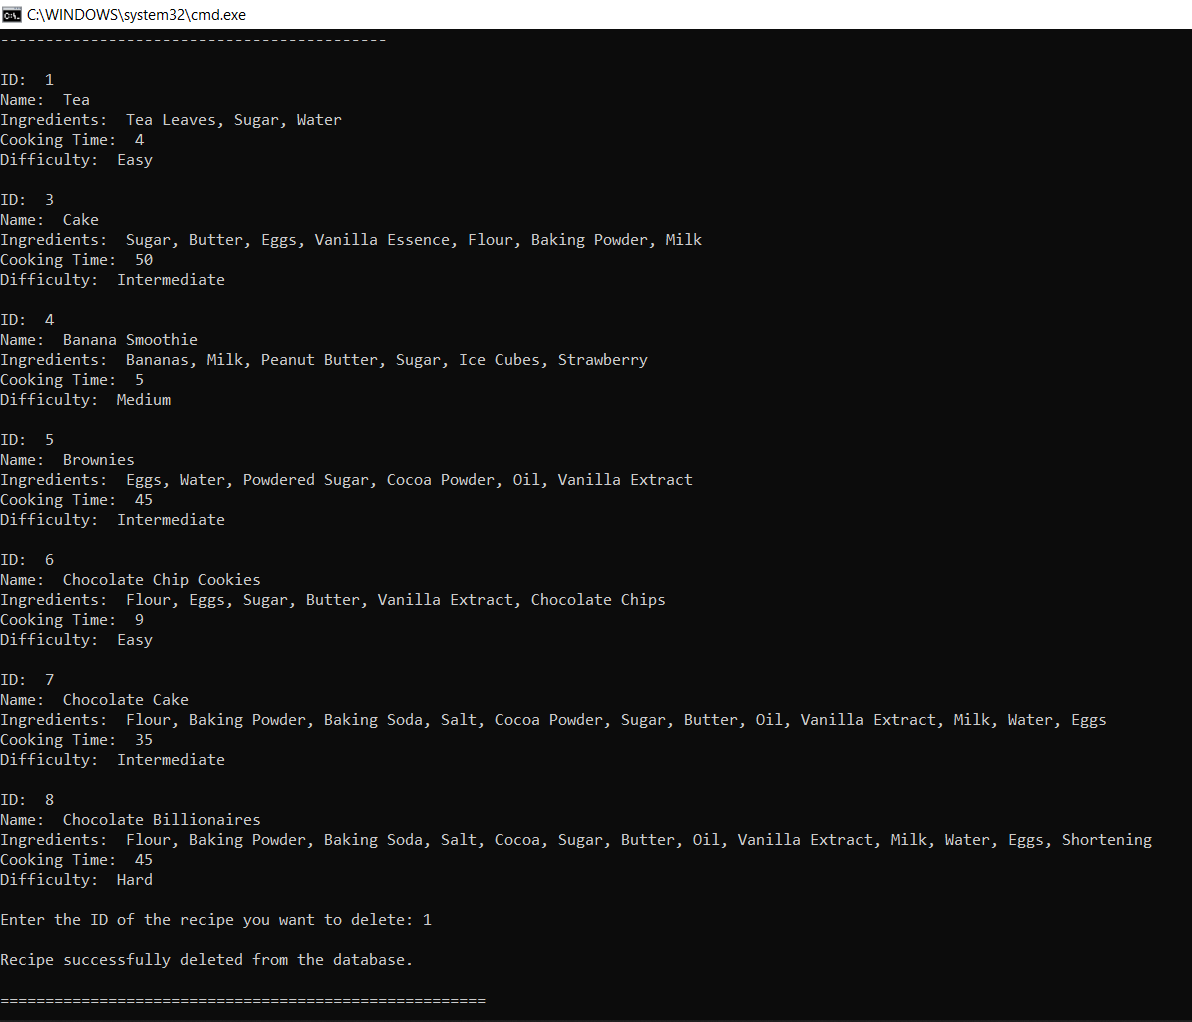 C:\WINDOWS\system32\cmd.exe
-------------------------------------------
ID:  1
Name:  Tea
Ingredients:  Tea Leaves, Sugar, Water
Cooking Time:  4
Difficulty:  Easy
ID:  3
Name:  Cake
Ingredients:  Sugar, Butter, Eggs, Vanilla Essence, Flour, Baking Powder, Milk
Cooking Time:  50
Difficulty:  Intermediate
ID:  4
Name:  Banana Smoothie
Ingredients:  Bananas, Milk, Peanut Butter, Sugar, Ice Cubes, Strawberry
Cooking Time:  5
Difficulty:  Medium
ID:  5
Name:  Brownies
Ingredients:  Eggs, Water, Powdered Sugar, Cocoa Powder, Oil, Vanilla Extract
Cooking Time:  45
Difficulty:  Intermediate
ID:  6
Name:  Chocolate Chip Cookies
Ingredients:  Flour, Eggs, Sugar, Butter, Vanilla Extract, Chocolate Chips
Cooking Time:  9
Difficulty:  Easy
ID:  7
Name:  Chocolate Cake
Ingredients:  Flour, Baking Powder, Baking Soda, Salt, Cocoa Powder, Sugar, Butter, Oil, Vanilla Extract, Milk, Water, Eggs
Cooking Time:  35
Difficulty:  Intermediate
ID:  8
Name:  Chocolate Billionaires
Ingredients:  Flour, Baking Powder, Baking Soda, Salt, Cocoa, Sugar, Butter, Oil, Vanilla Extract, Milk, Water, Eggs, Shortening
Cooking Time:  45
Difficulty:  Hard
Enter the ID of the recipe you want to delete: 1
Recipe successfully deleted from the database.
======================================================